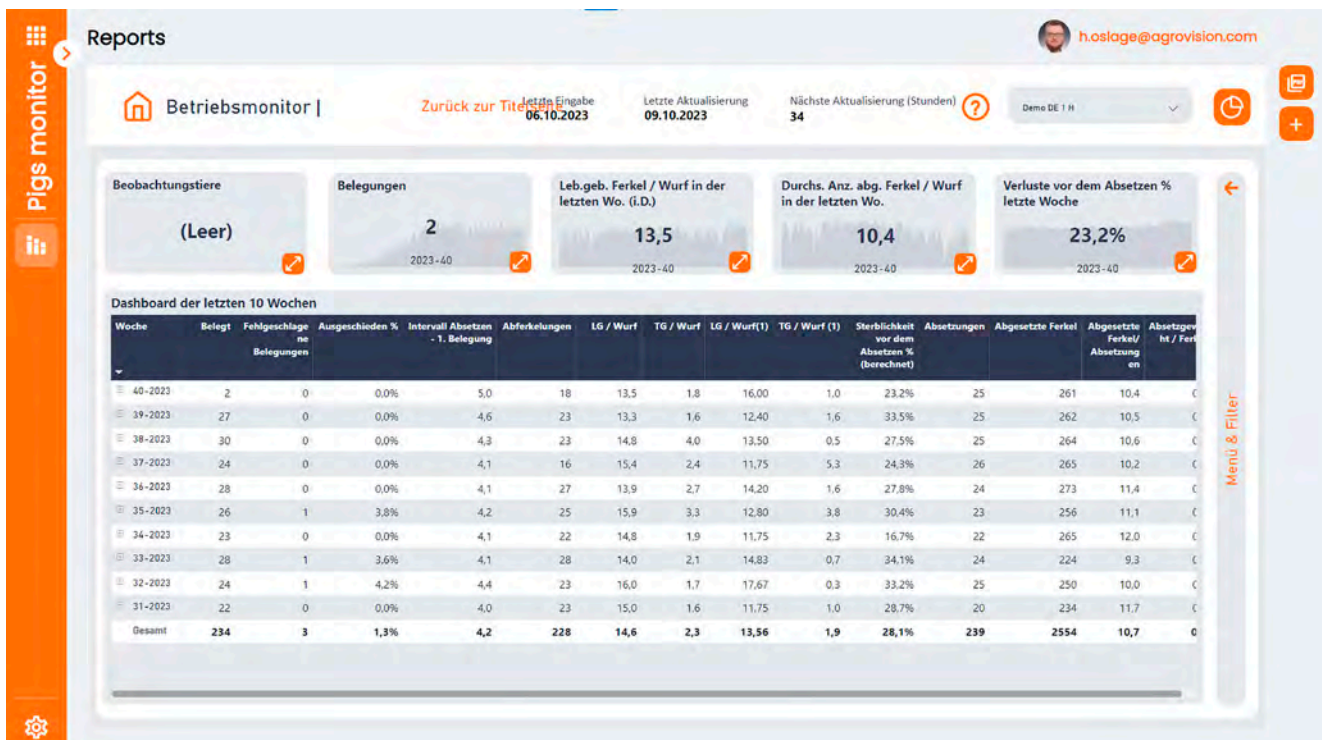 Pigs monitor
Reports
h.oslage@agrovision.com
Betriebsmonitor |
Zurück zur Titelseite
Letzte Eingabe
06.10.2023
Letzte Aktualisierung
09.10.2023
Nächste Aktualisierung (Stunden)
34
?
Demo DE 1 H
Beobachtungstiere
(Leer)
Belegungen
2
2023-40
Leb.geb. Ferkel / Wurf in der
letzten Wo. (i.D.)
13,5
2023-40
Durchs. Anz. abg. Ferkel / Wurf
in der letzten Wo.
10,4
2023-40
Verluste vor dem Absetzen %
letzte Woche
23,2%
2023-40
Menü & Filter
Dashboard der letzten 10 Wochen
Woche Belegt Fehlgeschlage Ausgeschieden % Intervall Absetzen Abferkelungen LG / Wurf TG / Wurf LG / Wurf(1) TG / Wurf (1) Sterblichkeit Absetzungen Abgesetzte Ferkel Abgesetzte Absetzgew
ne - 1. Belegung vor dem Ferkel/ ht / Ferl
Belegungen Absetzen % Absetzung
(berechnet) en
40-2023 2 0 0,0% 5,0 18 13,5 1,8 16,00 1,0 23,2% 25 261 10,4
39-2023 27 0 0,0% 4,6 23 13,3 1,6 12,40 1,6 33,5% 25 262 10,5
38-2023 30 0 0,0% 4,3 23 14,8 4,0 13,50 0,5 27,5% 25 264 10,6
37-2023 24 0 0,0% 4,1 16 15,4 2,4 11,75 5,3 24,3% 26 265 10,2
36-2023 28 0 0,0% 4,1 27 13,9 2,7 14,20 1,6 27,8% 24 273 11,4
35-2023 26 1 3,8% 4,2 25 15,9 3,3 12,80 3,8 30,4% 23 256 11,1
34-2023 23 0 0,0% 4,1 22 14,8 1,9 11,75 2,3 16,7% 22 265 12,0
33-2023 28 1 3,6% 4,1 28 14,0 2,1 14,83 0,7 34,1% 24 224 9,3
32-2023 24 1 4,2% 4,4 23 16,0 1,7 17,67 0,3 33,2% 25 250 10,0
31-2023 22 0 0,0% 4,0 23 15,0 1,6 11,75 1,0 28,7% 20 234 11,7
Gesamt 234 3 1,3% 4,2 228 14,6 2,3 13,56 1,9 28,1% 239 2554 10,7 0